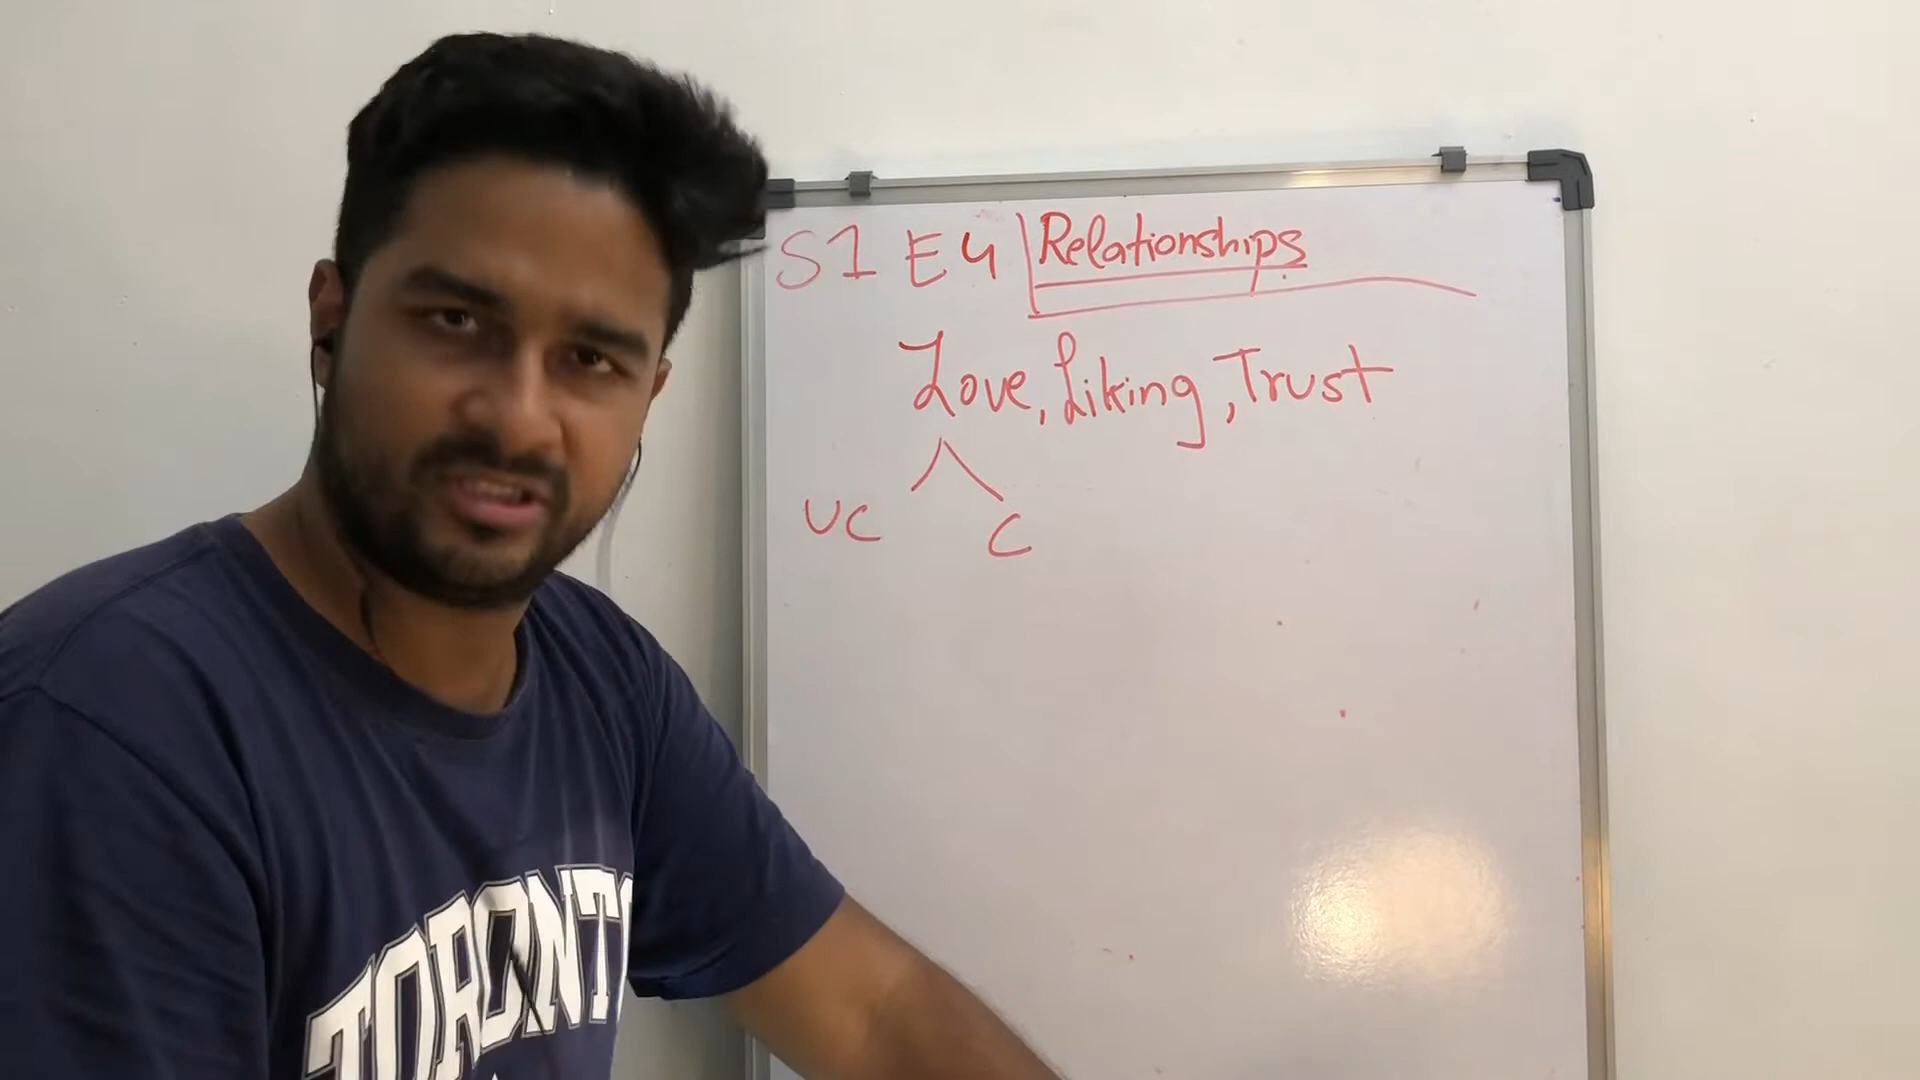 S1 E4 Relationships
Love, Liking, Trust
UC C
TORONTO